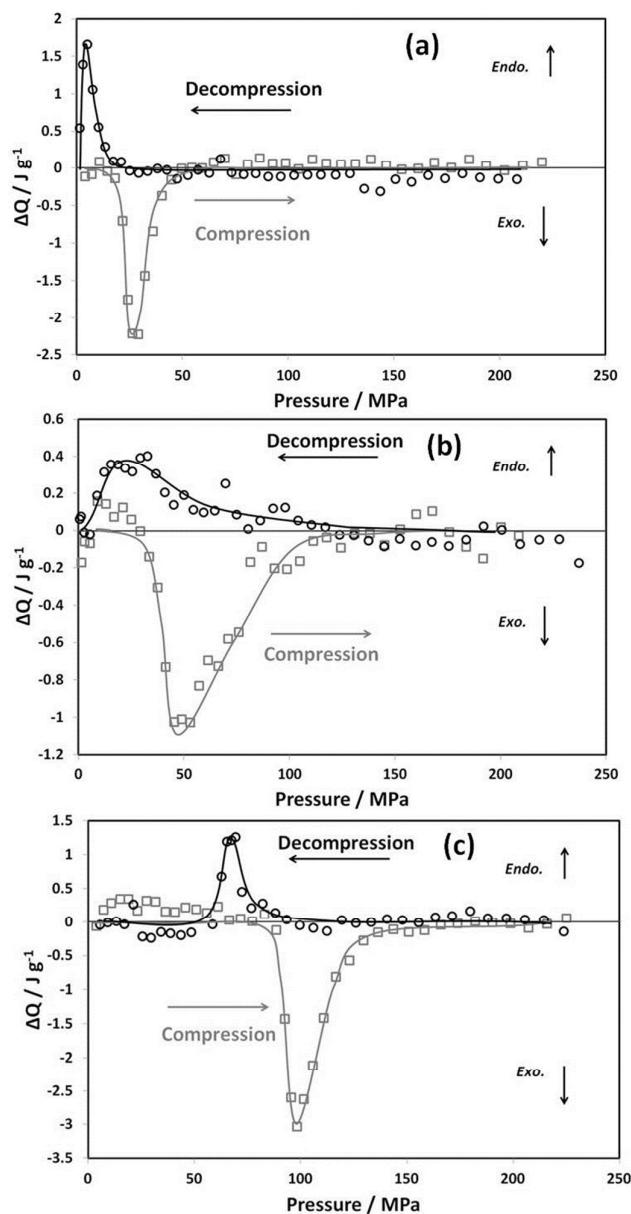 (a)
2
1.5
1
0.5
0
-0.5
-1
-1.5
-2
-2.5
ΔQ / J g⁻¹
Endo.
Decompression
Compression
Exo.
0 50 100 150 200 250
Pressure / MPa
(b)
0.6
0.4
0.2
0
-0.2
-0.4
-0.6
-0.8
-1
-1.2
ΔQ / J g⁻¹
Decompression
Endo.
Exo.
Compression
0 50 100 150 200 250
Pressure / MPa
(c)
1.5
1
0.5
0
-0.5
-1
-1.5
-2
-2.5
-3
-3.5
ΔQ / J g⁻¹
Decompression
Endo.
Compression
Exo.
0 50 100 150 200 250
Pressure / MPa